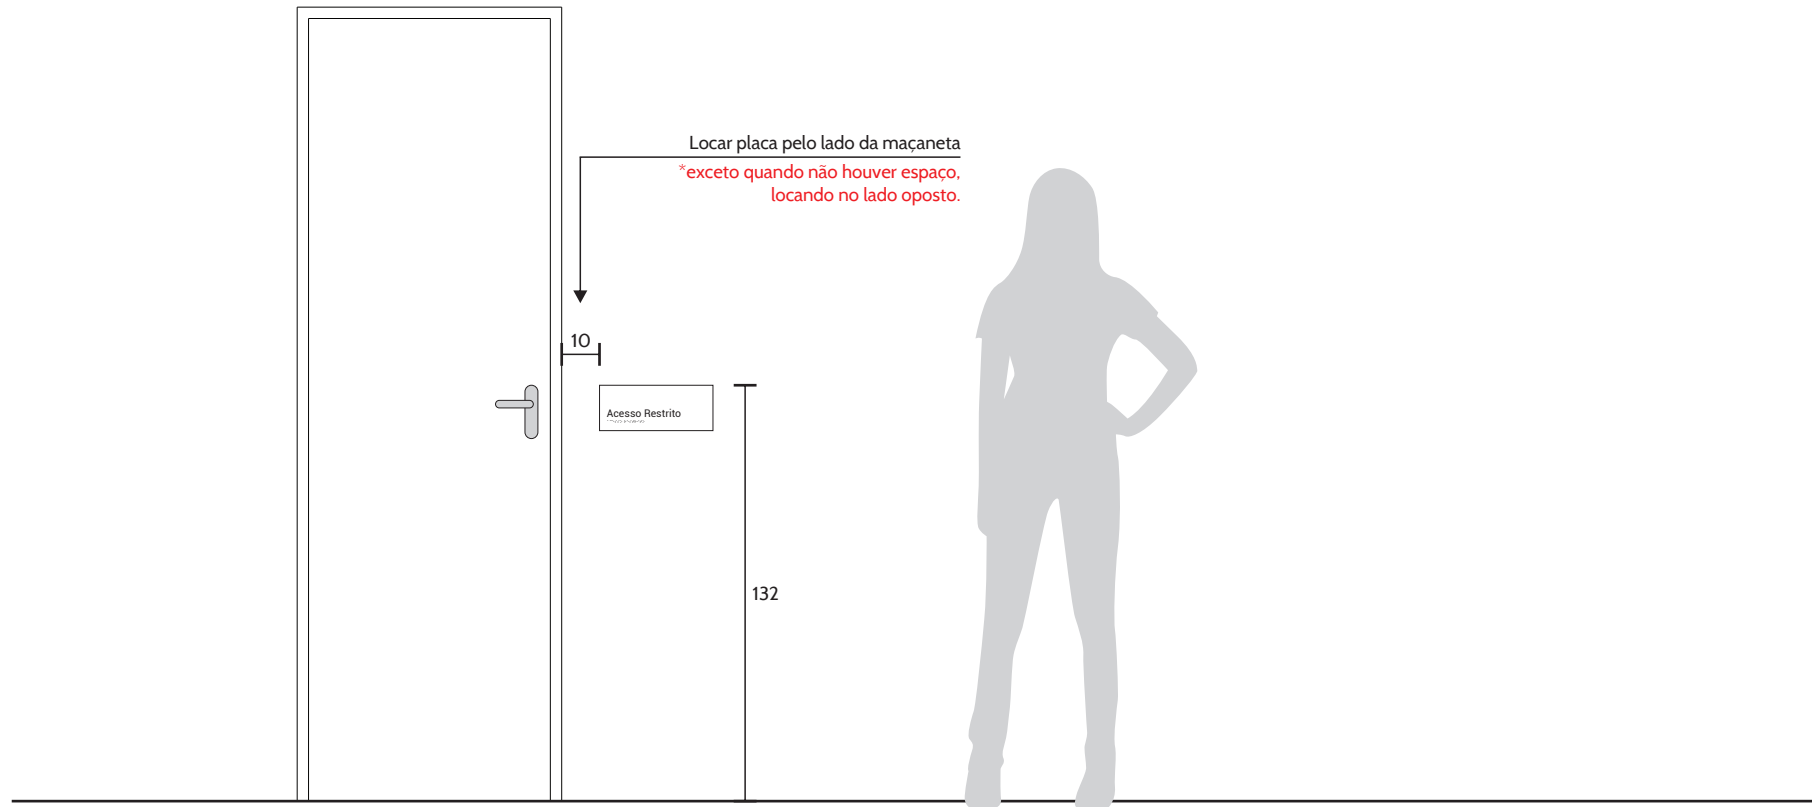 Locar placa pelo lado da maçaneta
*exceto quando não houver espaço,
locando no lado oposto.
10
Acesso Restrito
132